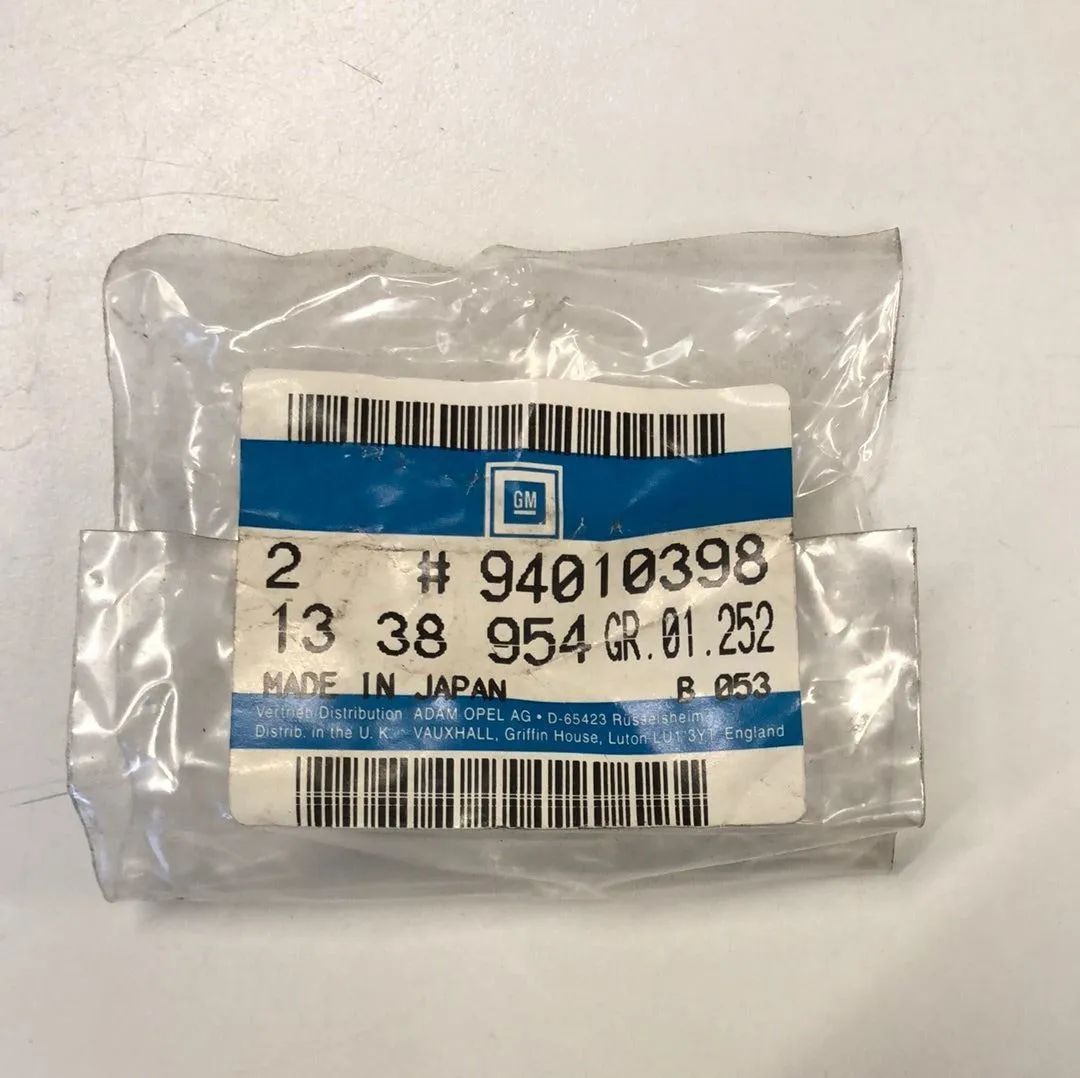 GM
2 # 94010398
13 38 954 GR.01.252
MADE IN JAPAN B 053
Vertrieb/Distribution ADAM OPEL AG • D-65423 Rüsselsheim
Distrib. in the U. K. VAUXHALL, Griffin House, Luton LU1 3YT England